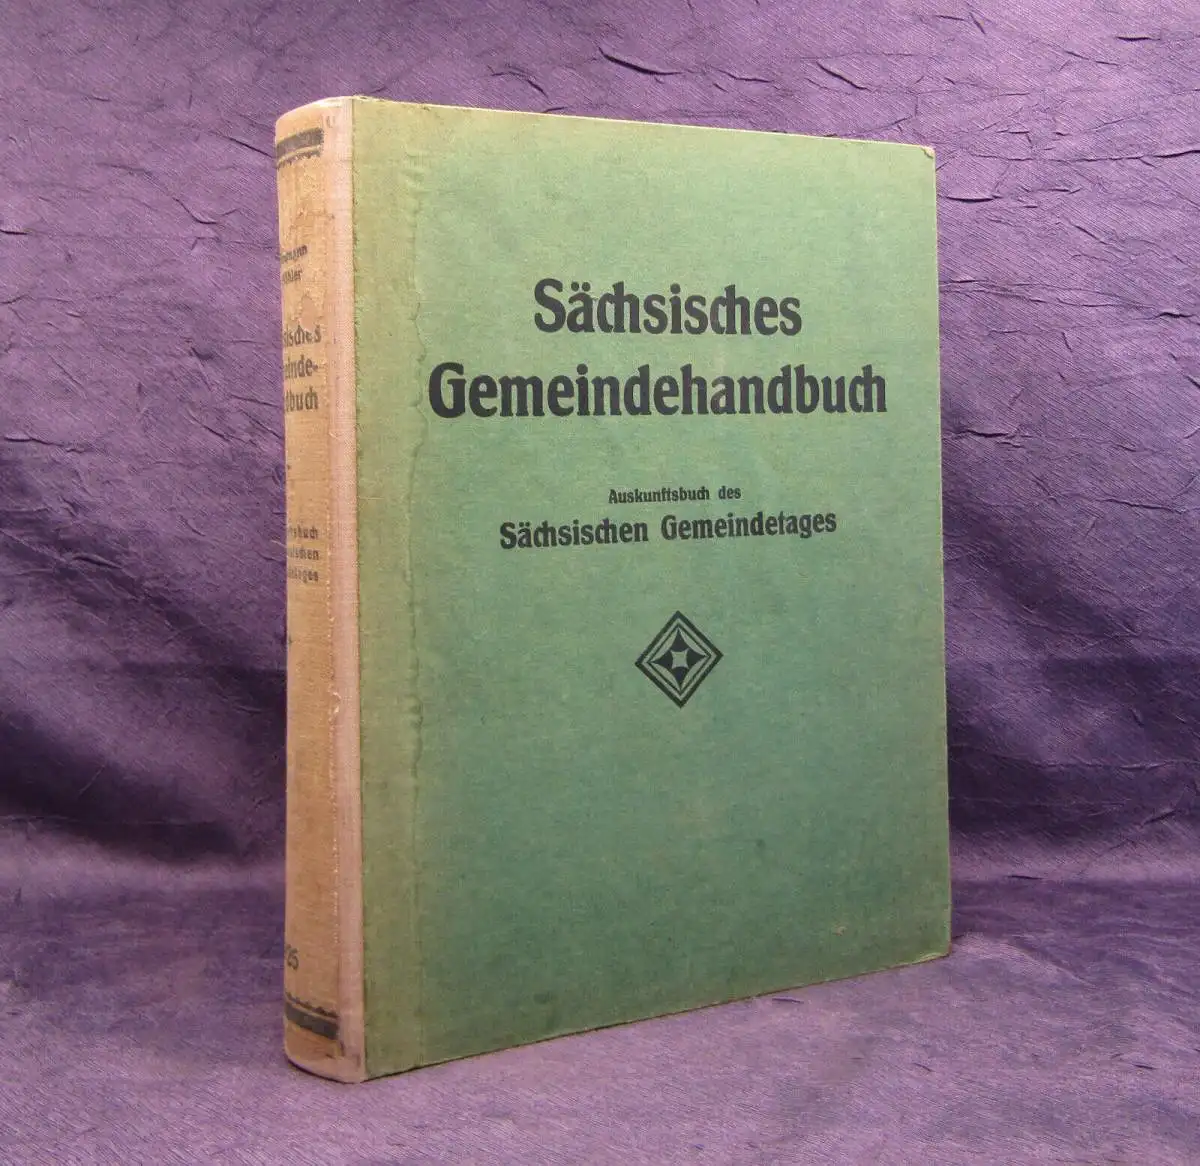 Sächsisches
Gemeindehandbuch
Auskunftsbuch des
Sächsischen Gemeindetages